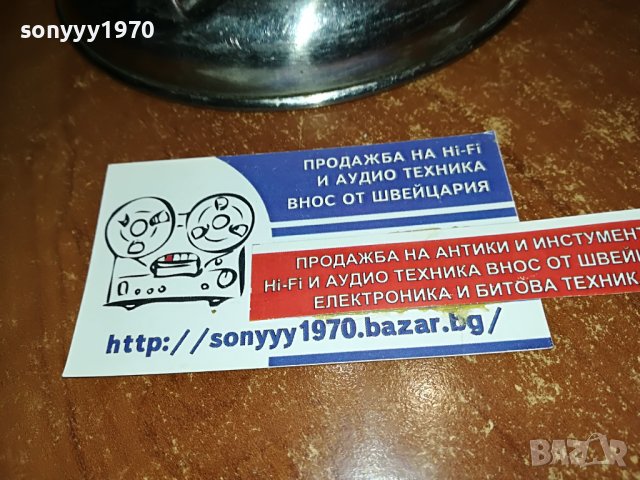 sonyyy1970
ПРОДАЖБА НА Hi-Fi
И АУДИО ТЕХНИКА
ВНОС ОТ ШВЕЙЦАРИЯ
ПРОДАЖБА НА АНТИКИ И ИНСТУМЕНТ
Hi-Fi И АУДИО ТЕХНИКА ВНОС ОТ ШВЕЙЦ
ЕЛЕКТРОНИКА И БИТОВА ТЕХНИК
http://sonyyy1970.bazar.bg/
BAZAR